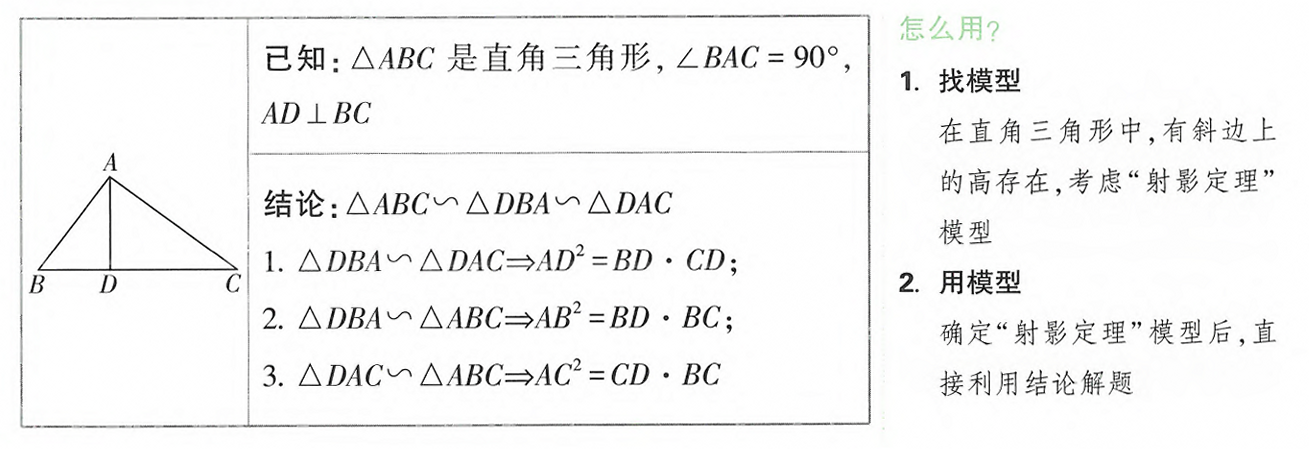 已知：△ABC 是直角三角形，∠BAC = 90°，
AD⊥BC
A
B
D
C
结论：△ABC∽△DBA∽△DAC
1. △DBA∽△DAC⇒AD²=BD·CD；
2. △DBA∽△ABC⇒AB²=BD·BC；
3. △DAC∽△ABC⇒AC²=CD·BC
怎么用?
1. 找模型
在直角三角形中，有斜边上
的高存在，考虑“射影定理”
模型
2. 用模型
确定“射影定理”模型后，直
接利用结论解题